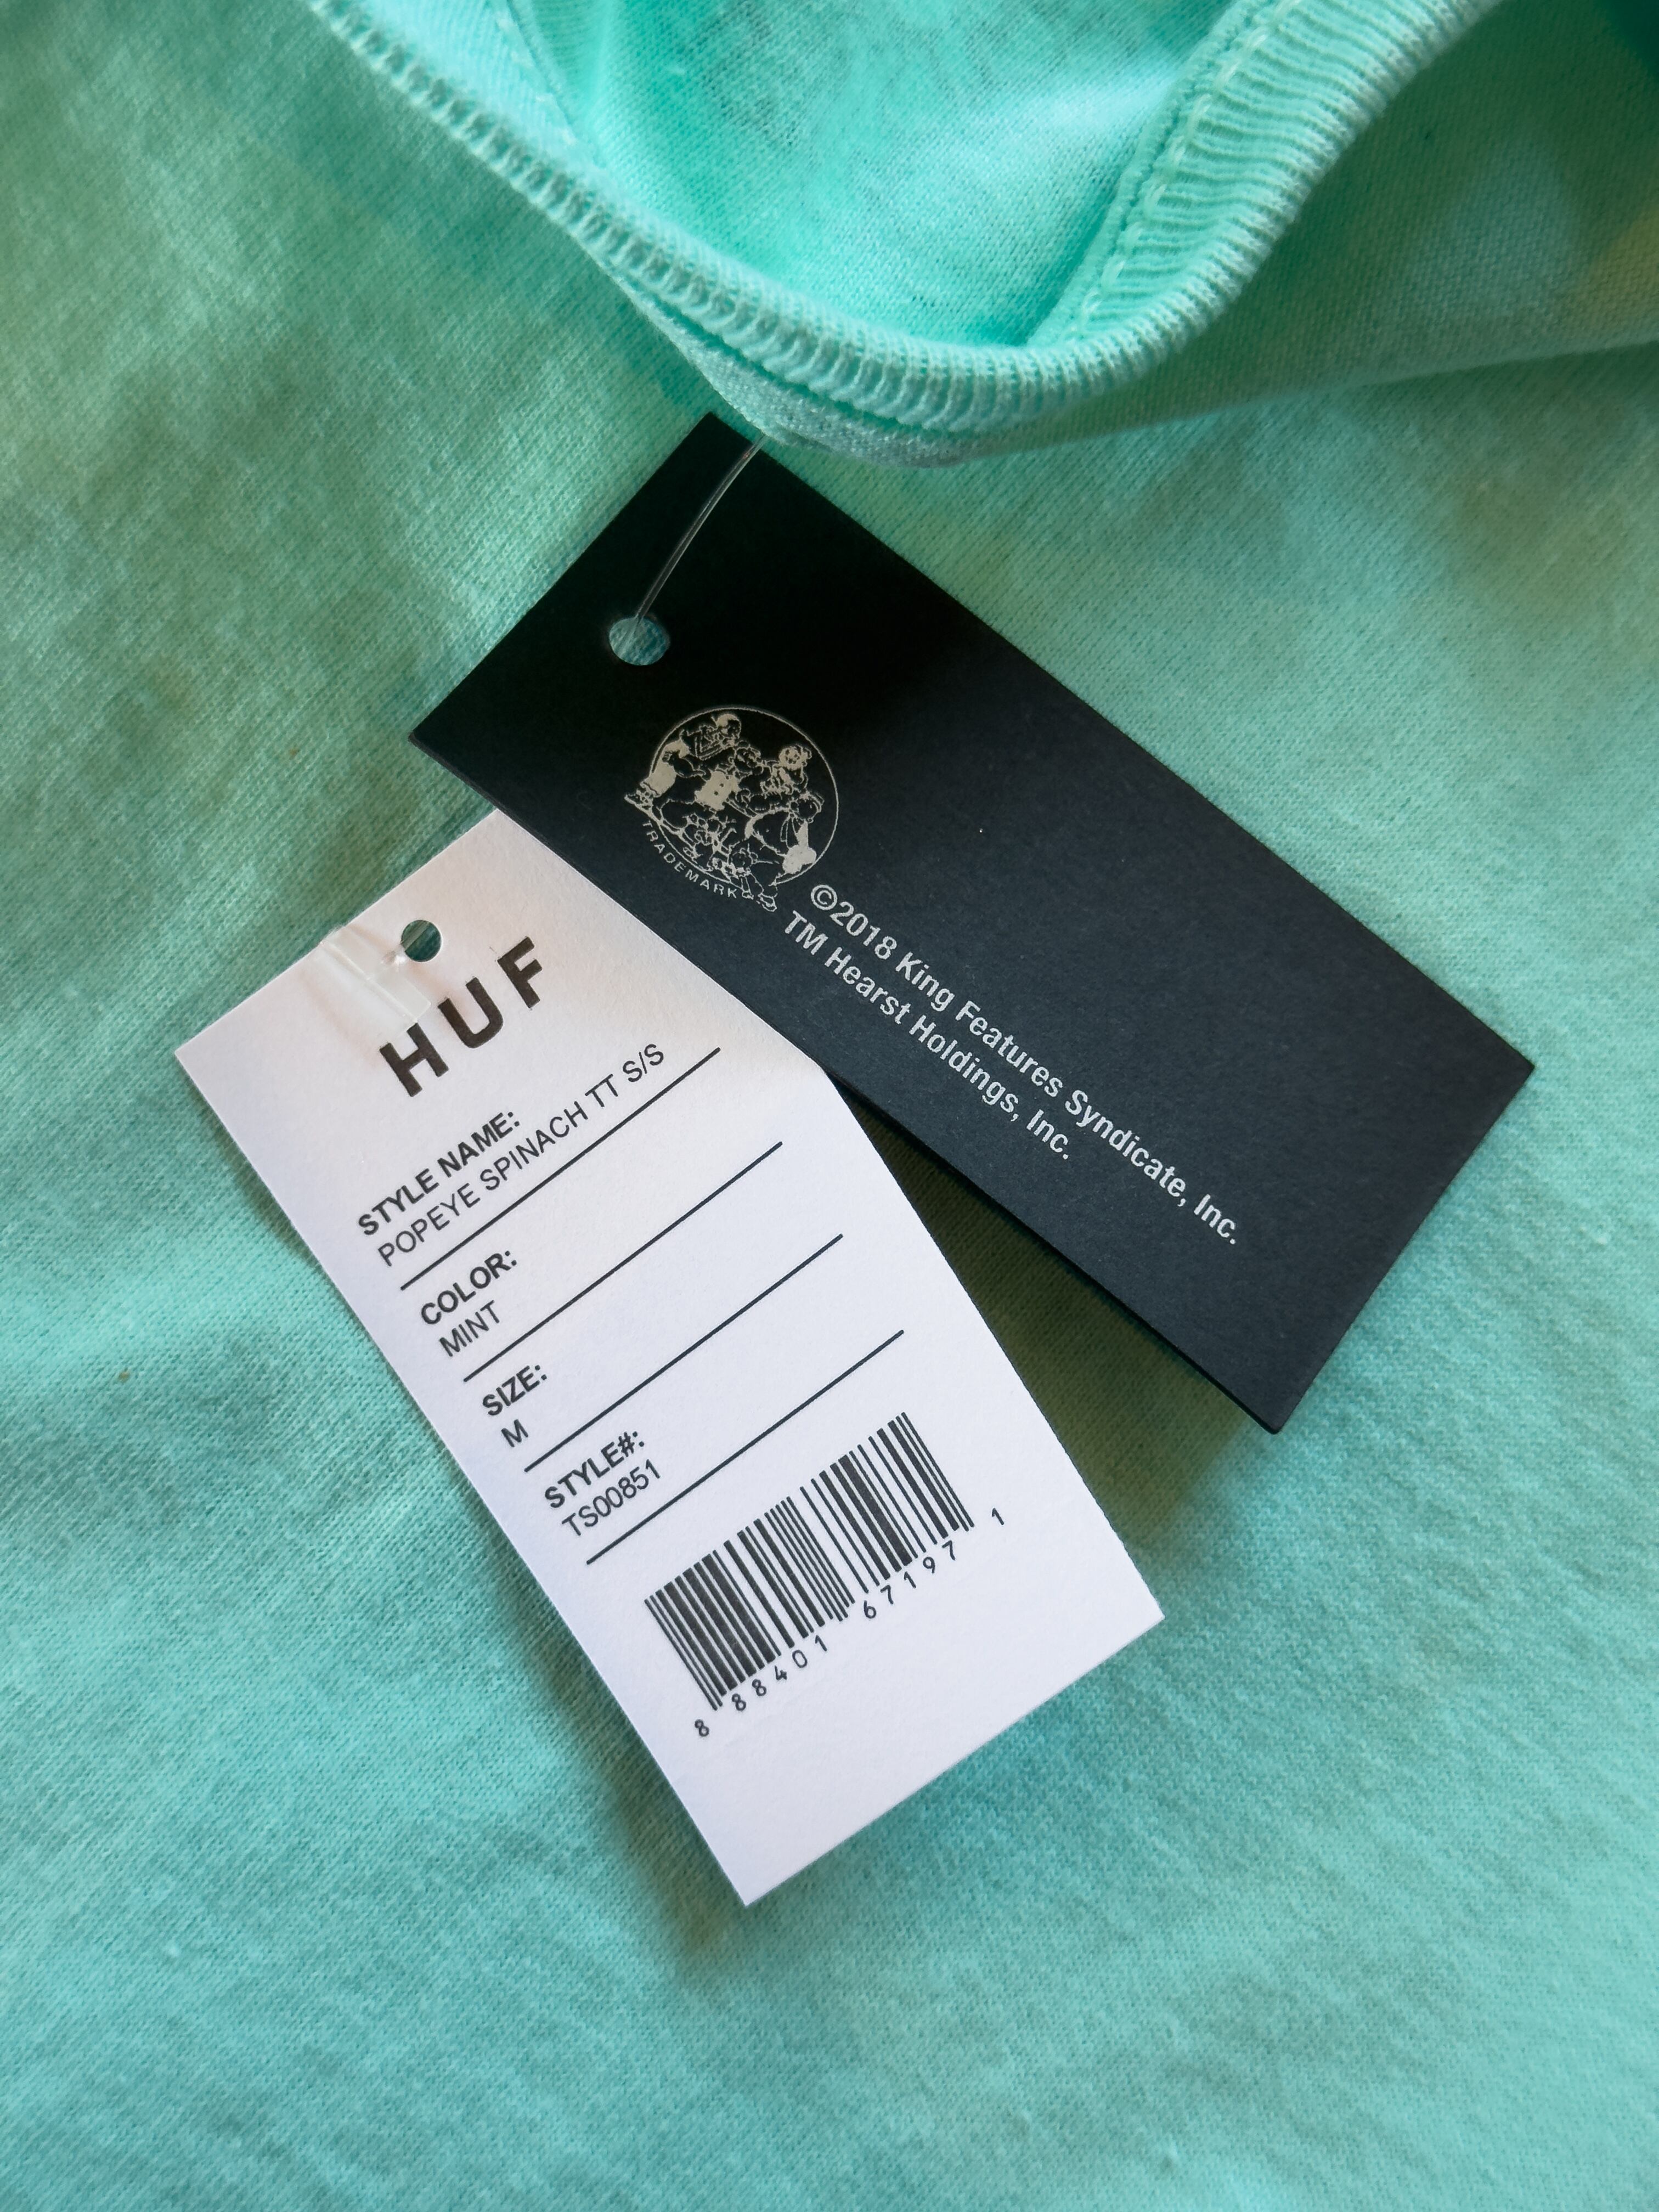 TRADEMARK
©2018 King Features Syndicate, Inc.
TM Hearst Holdings, Inc.
HUF
STYLE NAME:
POPEYE SPINACH TT S/S
COLOR:
MINT
SIZE:
M
STYLE#:
TS00851
8 88401 67197 1